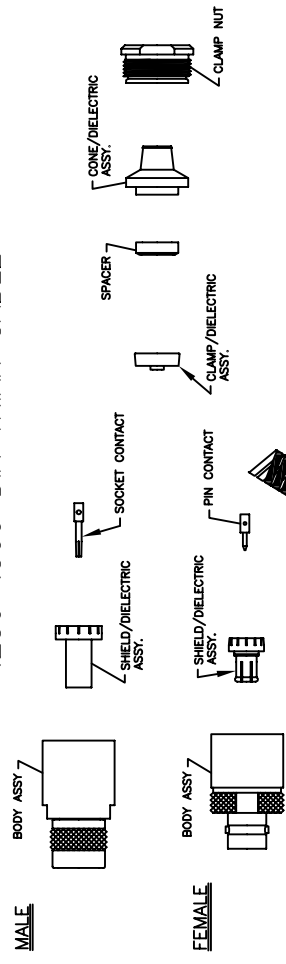 MALE
BODY ASSY
SHIELD/DIELECTRIC
ASSY.
SOCKET CONTACT
CLAMP/DIELECTRIC
ASSY.
SPACER
CONE/DIELECTRIC
ASSY.
CLAMP NUT
FEMALE
BODY ASSY
SHIELD/DIELECTRIC
ASSY.
PIN CONTACT